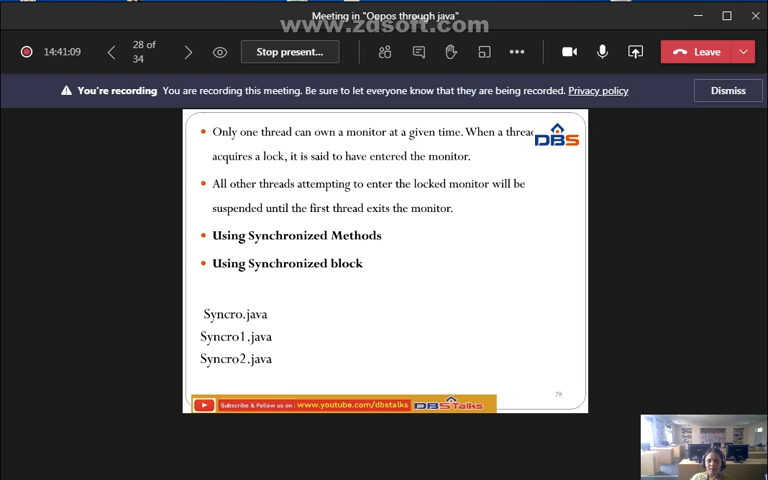 Meeting in "Oopos through java"
www.zdsoft.com
14:41:09
28 of
34
Stop present...
Leave
You're recording You are recording this meeting. Be sure to let everyone know that they are being recorded. Privacy policy
Dismiss
DBS
• Only one thread can own a monitor at a given time. When a thread
acquires a lock, it is said to have entered the monitor.
• All other threads attempting to enter the locked monitor will be
suspended until the first thread exits the monitor.
• Using Synchronized Methods
• Using Synchronized block
Syncro.java
Syncro1.java
Syncro2.java
28
Subscribe & Follow us on : www.youtube.com/dbstalks DBSTalks